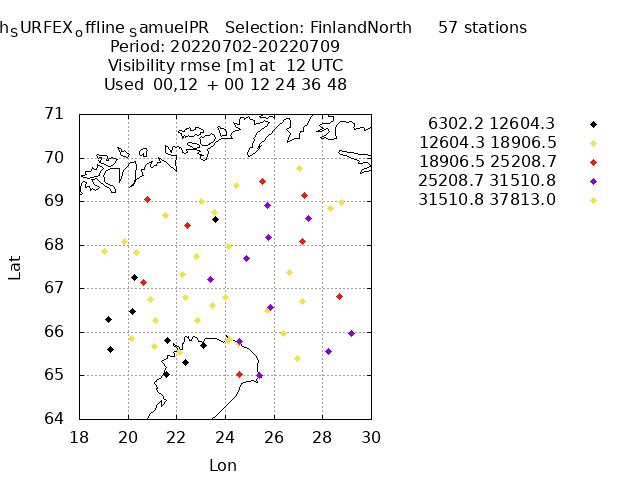 hSURFEXoffline samuelPR Selection: FinlandNorth 57 stations
Period: 20220702-20220709
Visibility rmse [m] at 12 UTC
Used 00,12 + 00 12 24 36 48
6302.2 12604.3
12604.3 18906.5
18906.5 25208.7
25208.7 31510.8
31510.8 37813.0
71
70
69
68
67
66
65
64
Lat
18 20 22 24 26 28 30
Lon